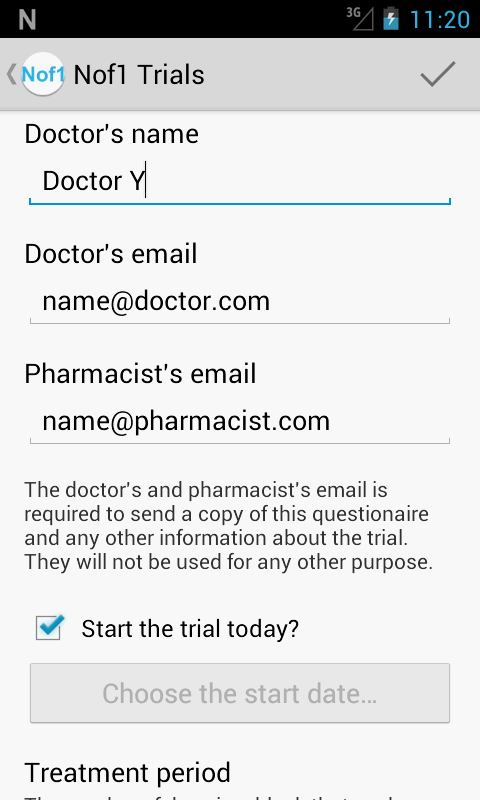 N
3G
11:20
Nof1
Nof1 Trials
Doctor's name
Doctor Y
Doctor's email
name@doctor.com
Pharmacist's email
name@pharmacist.com
The doctor's and pharmacist's email is
required to send a copy of this questionaire
and any other information about the trial.
They will not be used for any other purpose.
Start the trial today?
Choose the start date...
Treatment period